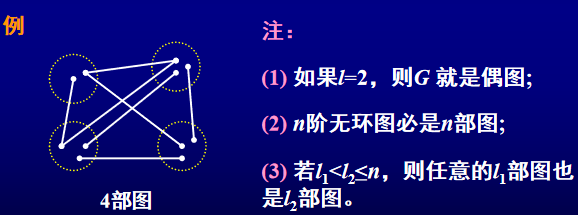 例
注：
(1) 如果l=2，则G 就是偶图;
(2) n阶无环图必是n部图;
(3) 若l₁<l₂≤n，则任意的l₁部图也
是l₂部图。
4部图